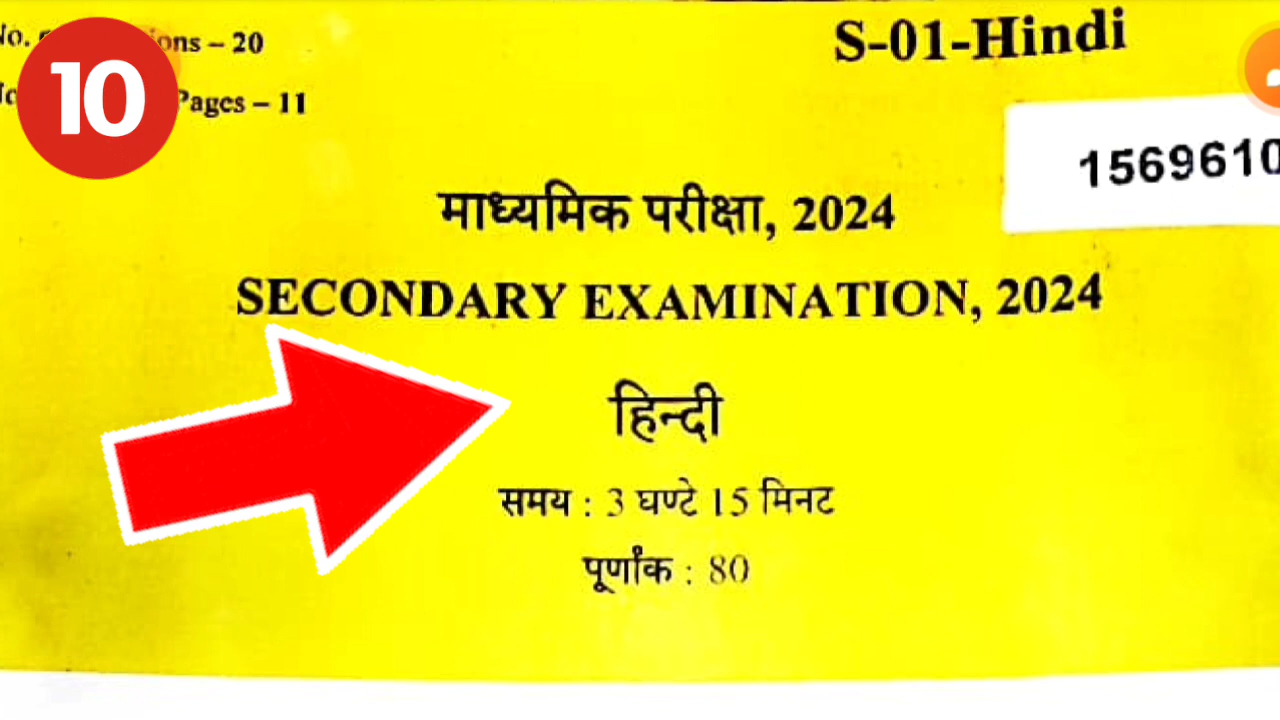 ons – 20
Pages – 11
10
S-01-Hindi
1569610
माध्यमिक परीक्षा, 2024
SECONDARY EXAMINATION, 2024
हिन्दी
समय : 3 घण्टे 15 मिनट
पूर्णांक : 80